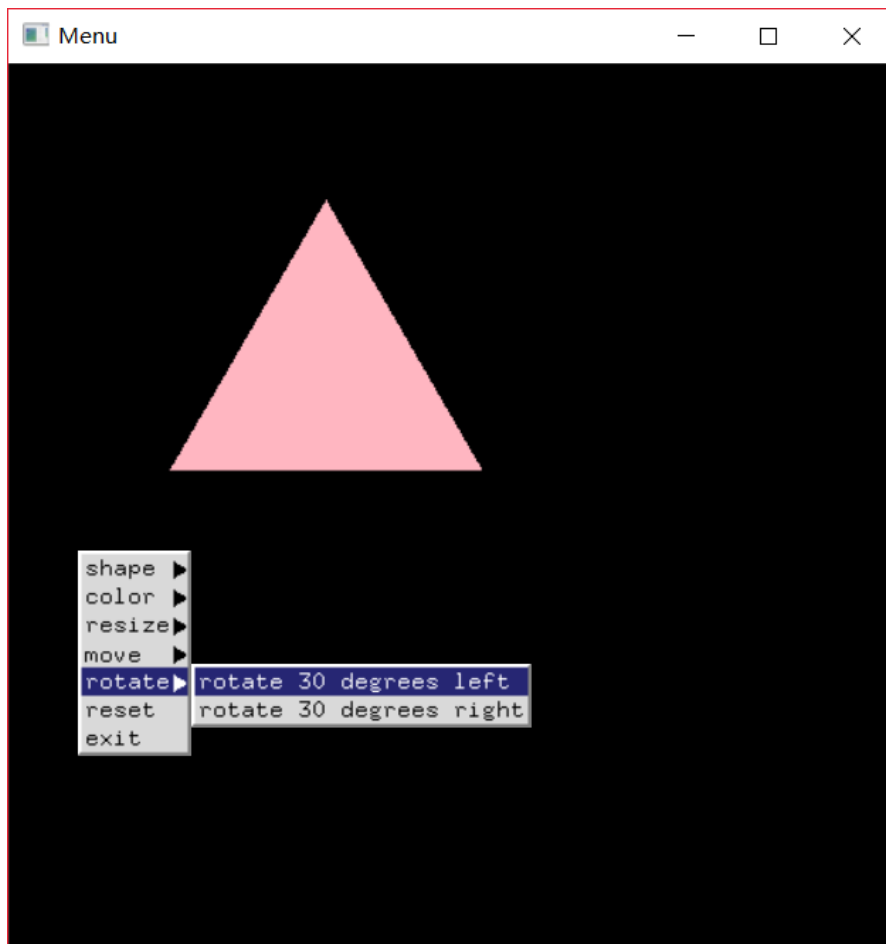 Menu
shape
color
resize
move
rotate
rotate 30 degrees left
reset
rotate 30 degrees right
exit